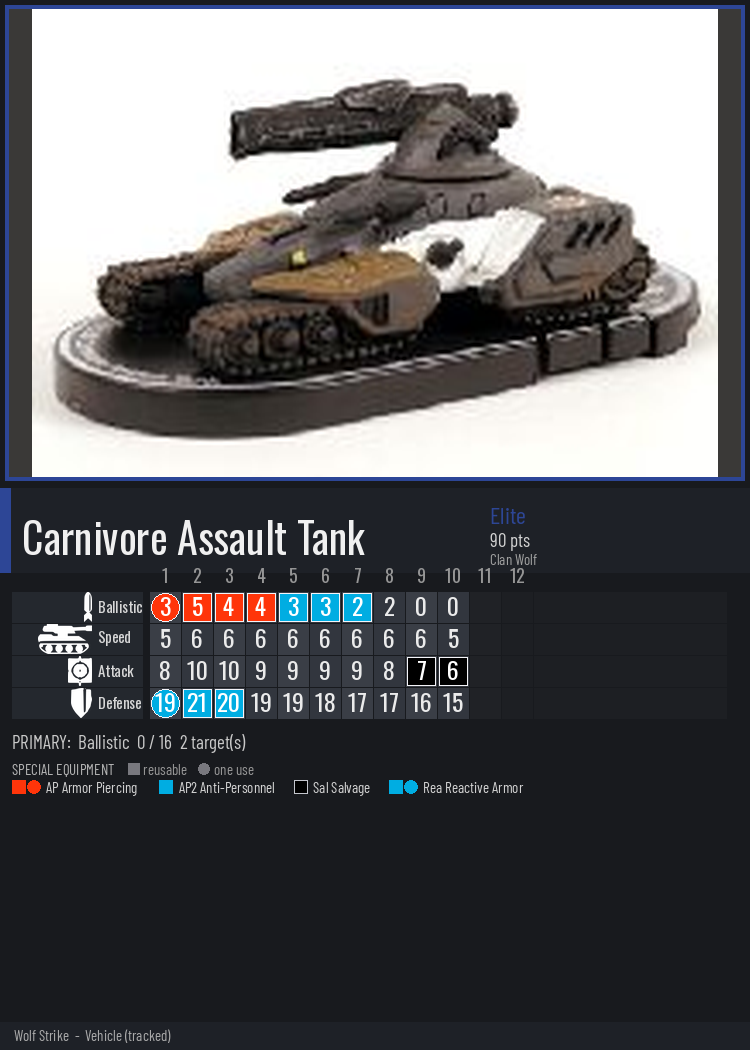 Carnivore Assault Tank
Elite
90 pts
Clan Wolf
1 2 3 4 5 6 7 8 9 10 11 12
Ballistic 3 5 4 4 3 3 2 2 0 0
Speed 5 6 6 6 6 6 6 6 6 5
Attack 8 10 10 9 9 9 9 8 7 6
Defense 19 21 20 19 19 18 17 17 16 15
PRIMARY: Ballistic 0 / 16 2 target(s)
SPECIAL EQUIPMENT reusable one use
AP Armor Piercing AP2 Anti-Personnel Sal Salvage Rea Reactive Armor
Wolf Strike - Vehicle (tracked)